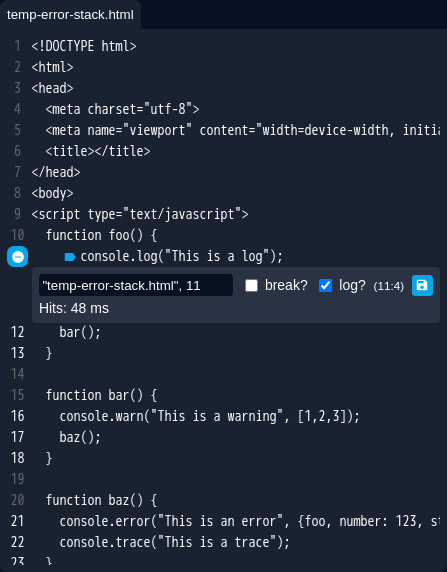 temp-error-stack.html
1 <!DOCTYPE html>
2 <html>
3 <head>
4 <meta charset="utf-8">
5 <meta name="viewport" content="width=device-width,
6 <title></title>
7 </head>
8 <body>
9 <script type="text/javascript">
10 function foo() {
console.log("This is a log");
"temp-error-stack.html", 11 break? log? (11:4)
Hits: 48 ms
12 bar();
13 }
14
15 function bar() {
16 console.warn("This is a warning", [1,2,3]);
17 baz();
18 }
19
20 function baz() {
21 console.error("This is an error", {foo, number: 123,
22 console.trace("This is a trace");
23 }